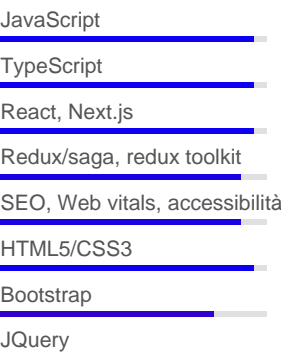 JavaScript
TypeScript
React, Next.js
Redux/saga, redux toolkit
SEO, Web vitals, accessibilità
HTML5/CSS3
Bootstrap
JQuery